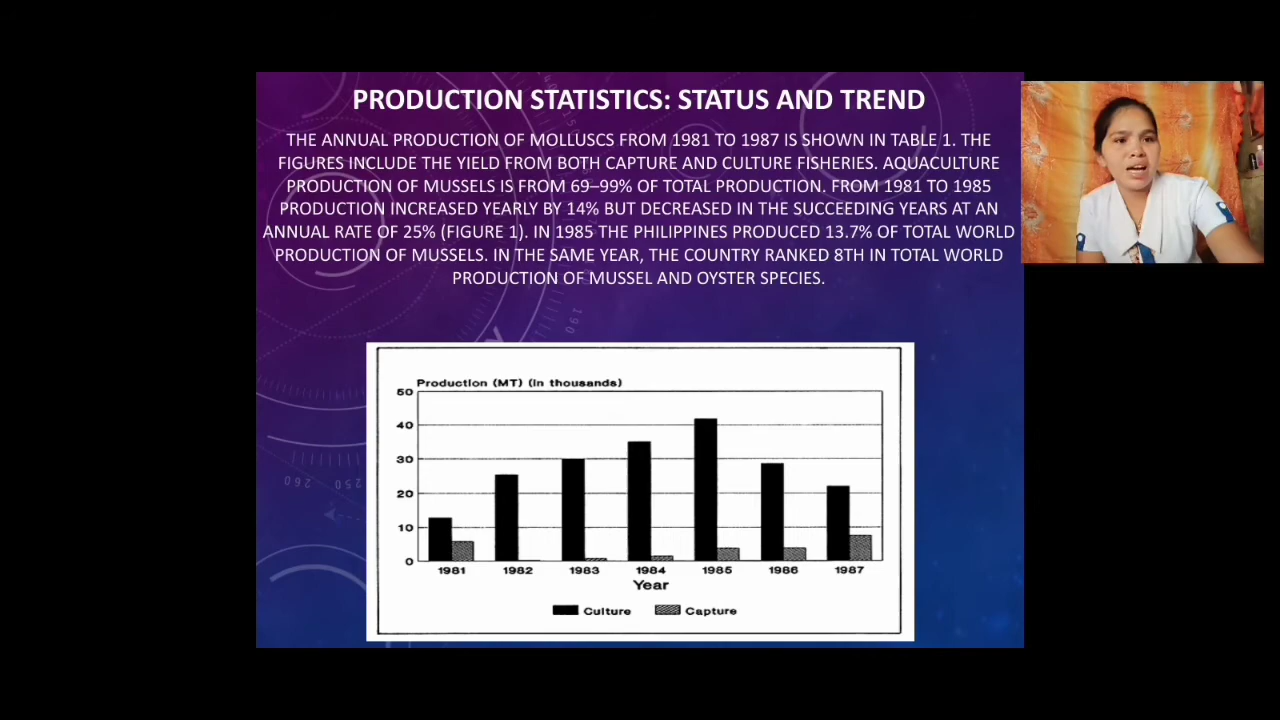 PRODUCTION STATISTICS: STATUS AND TREND
THE ANNUAL PRODUCTION OF MOLLUSCS FROM 1981 TO 1987 IS SHOWN IN TABLE 1. THE
FIGURES INCLUDE THE YIELD FROM BOTH CAPTURE AND CULTURE FISHERIES. AQUACULTURE
PRODUCTION OF MUSSELS IS FROM 69–99% OF TOTAL PRODUCTION. FROM 1981 TO 1985
PRODUCTION INCREASED YEARLY BY 14% BUT DECREASED IN THE SUCCEEDING YEARS AT AN
ANNUAL RATE OF 25% (FIGURE 1). IN 1985 THE PHILIPPINES PRODUCED 13.7% OF TOTAL WORLD
PRODUCTION OF MUSSELS. IN THE SAME YEAR, THE COUNTRY RANKED 8TH IN TOTAL WORLD
PRODUCTION OF MUSSEL AND OYSTER SPECIES.
190
260 250
Production (MT) (in thousands)
50
40
30
20
10
0
1981 1982 1983 1984 1985 1986 1987
Year
Culture Capture